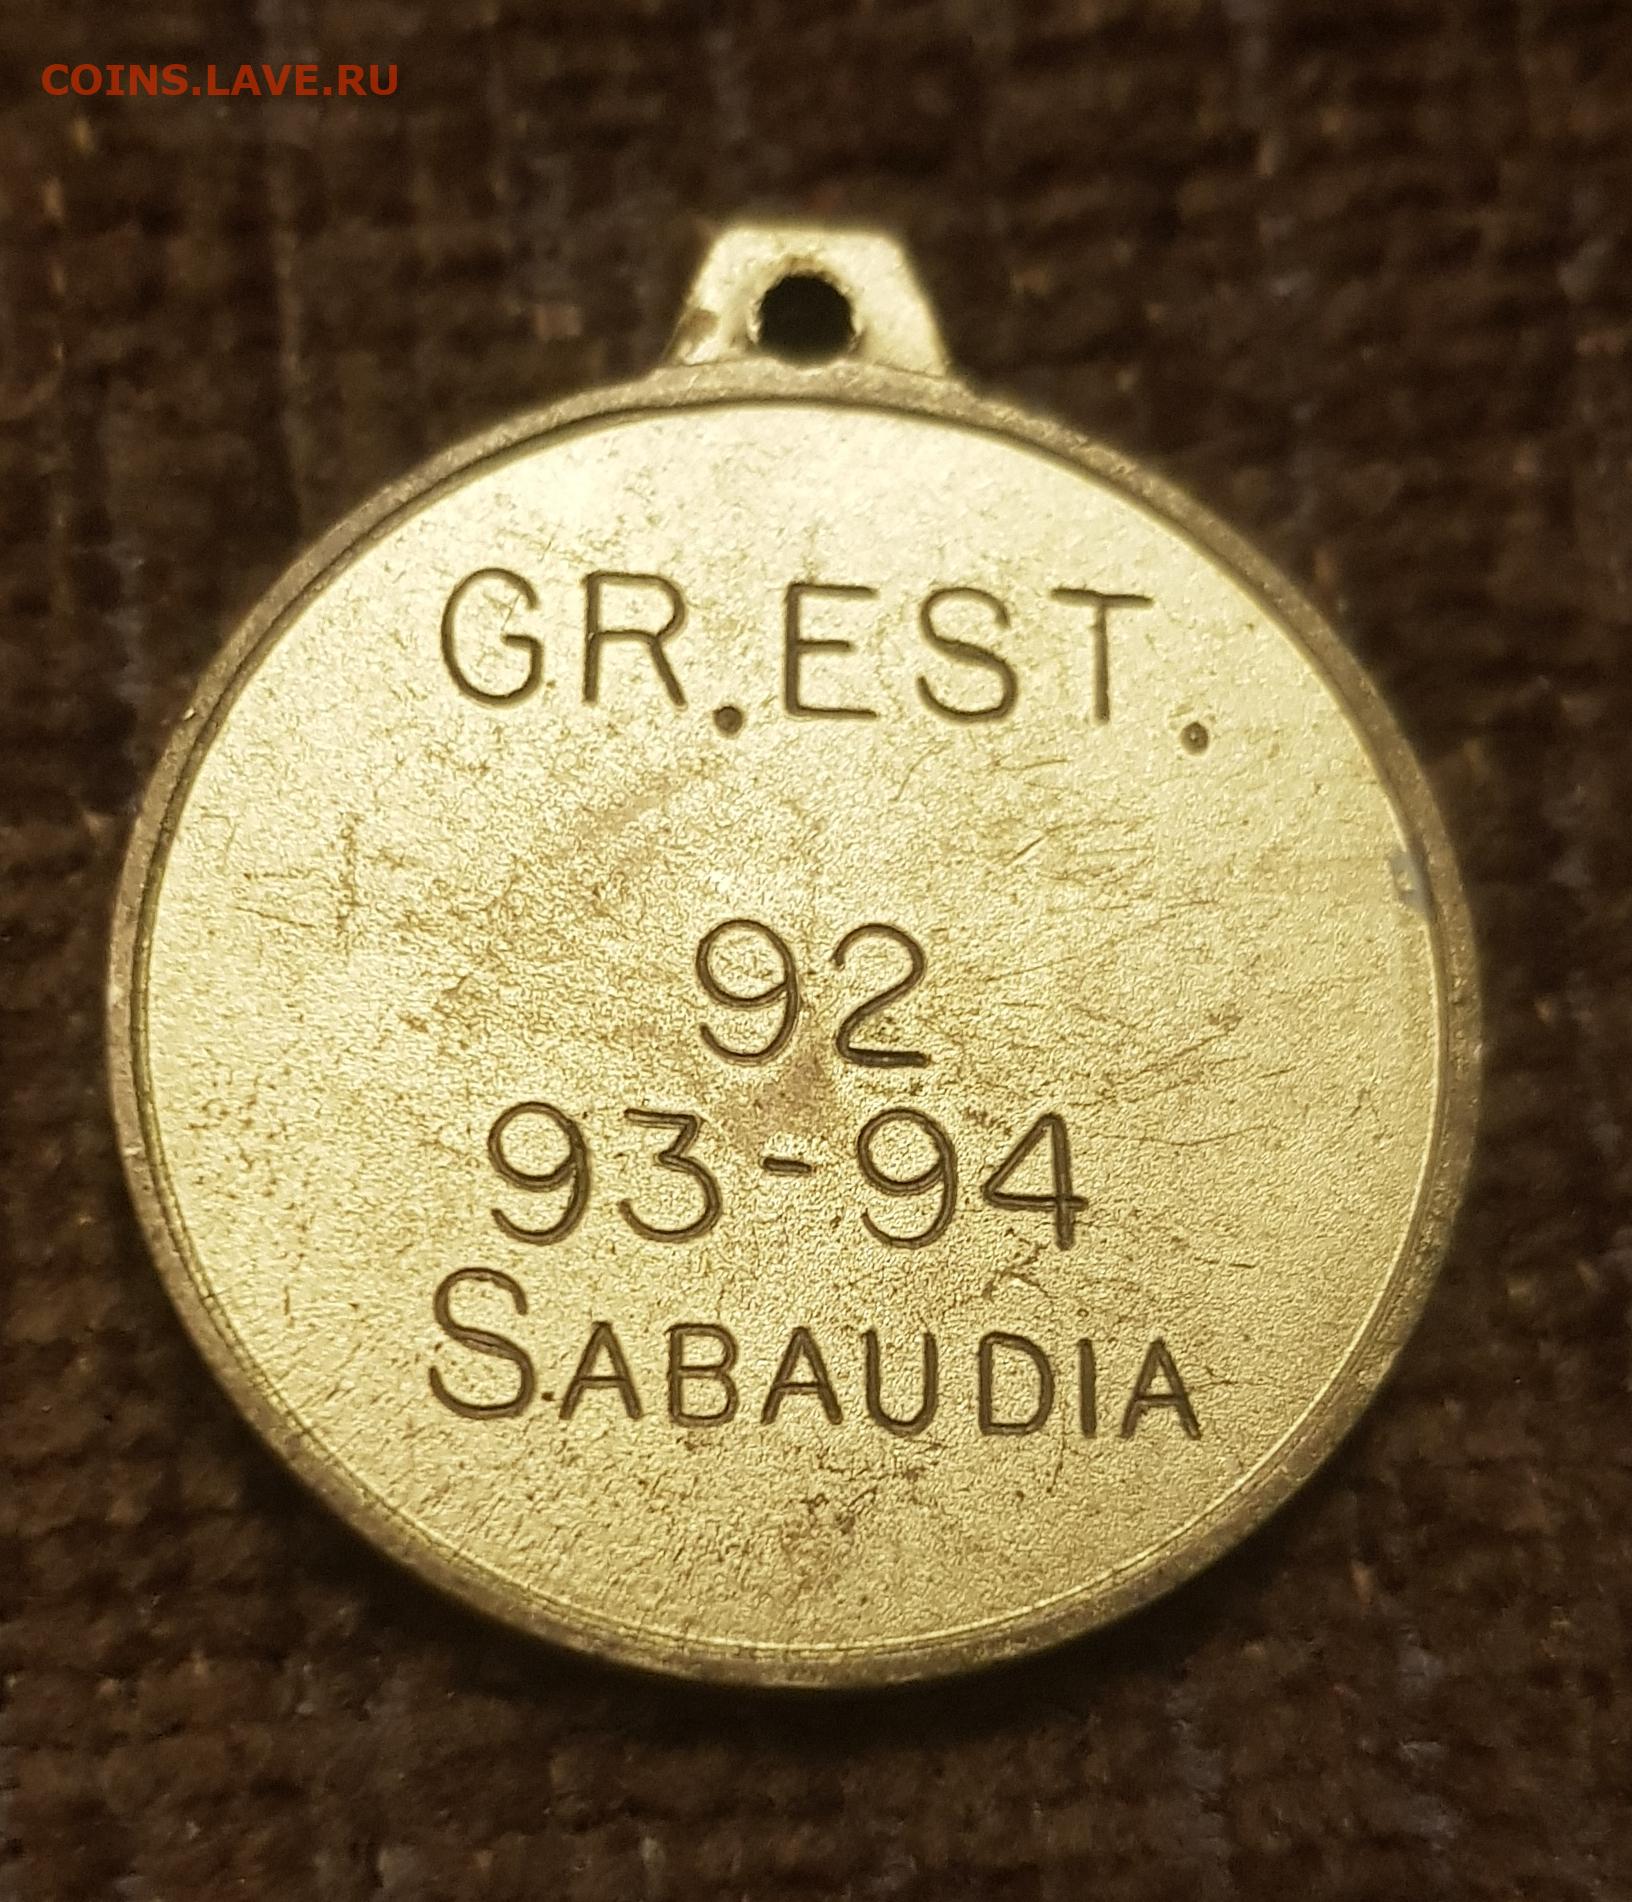 COINS.LAVE.RU
GR.EST.
92
93-94
SABAUDIA